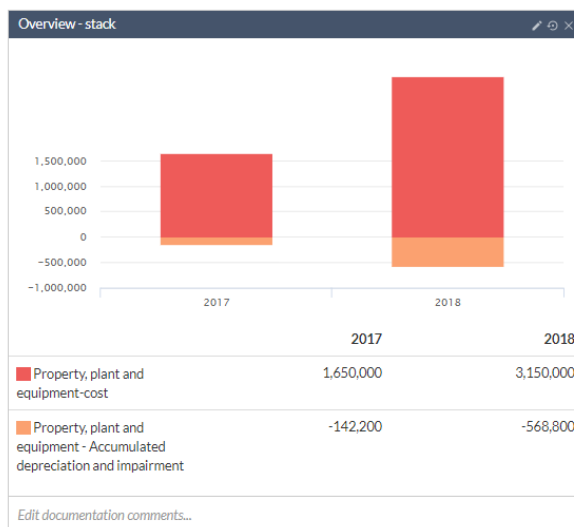 Overview - stack
1,500,000
1,000,000
500,000
0
−500,000
−1,000,000
2017
2018
2017 2018
Property, plant and
equipment-cost
1,650,000 3,150,000
Property, plant and
equipment - Accumulated
depreciation and impairment
-142,200 -568,800
Edit documentation comments...